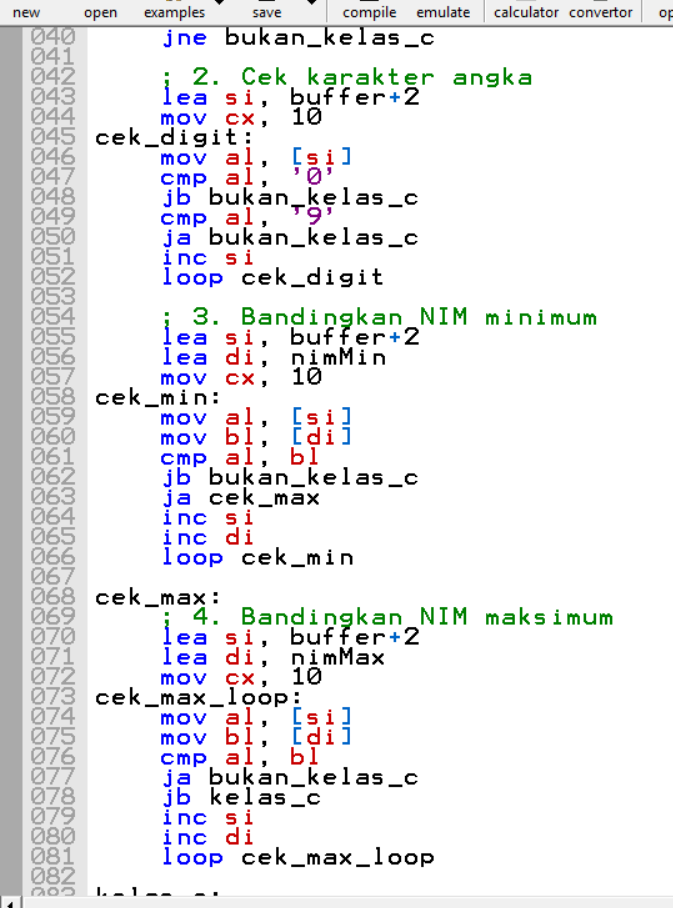 new open examples save compile emulate calculator convertor op
040 jne bukan_kelas_c
041
042 ; 2. Cek karakter angka
043 lea si, buffer+2
044 mov cx, 10
045 cek_digit:
046 mov al, [si]
047 cmp al, '0'
048 jb bukan_kelas_c
049 cmp al, '9'
050 ja bukan_kelas_c
051 inc si
052 loop cek_digit
053
054 ; 3. Bandingkan NIM minimum
055 lea si, buffer+2
056 lea di, nimMin
057 mov cx, 10
058 cek_min:
059 mov al, [si]
060 mov bl, [di]
061 cmp al, bl
062 jb bukan_kelas_c
063 ja cek_max
064 inc si
065 inc di
066 loop cek_min
067
068 cek_max:
069 ; 4. Bandingkan NIM maksimum
070 lea si, buffer+2
071 lea di, nimMax
072 mov cx, 10
073 cek_max_loop:
074 mov al, [si]
075 mov bl, [di]
076 cmp al, bl
077 ja bukan_kelas_c
078 jb kelas_c
079 inc si
080 inc di
081 loop cek_max_loop
082
083 kelas_c: